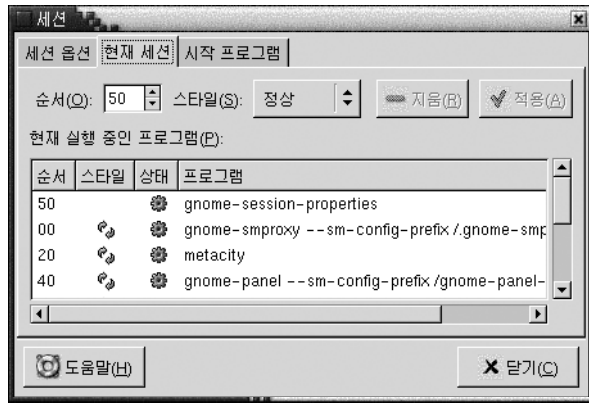 세션
세션 옵션 현재 세션 시작 프로그램
순서(O): 50 스타일(S): 정상 지움(R) 적용(A)
현재 실행 중인 프로그램(P):
순서 스타일 상태 프로그램
50 gnome-session-properties
00 gnome-smproxy --sm-config-prefix /.gnome-smp
20 metacity
40 gnome-panel --sm-config-prefix /gnome-panel-
도움말(H) 닫기(C)